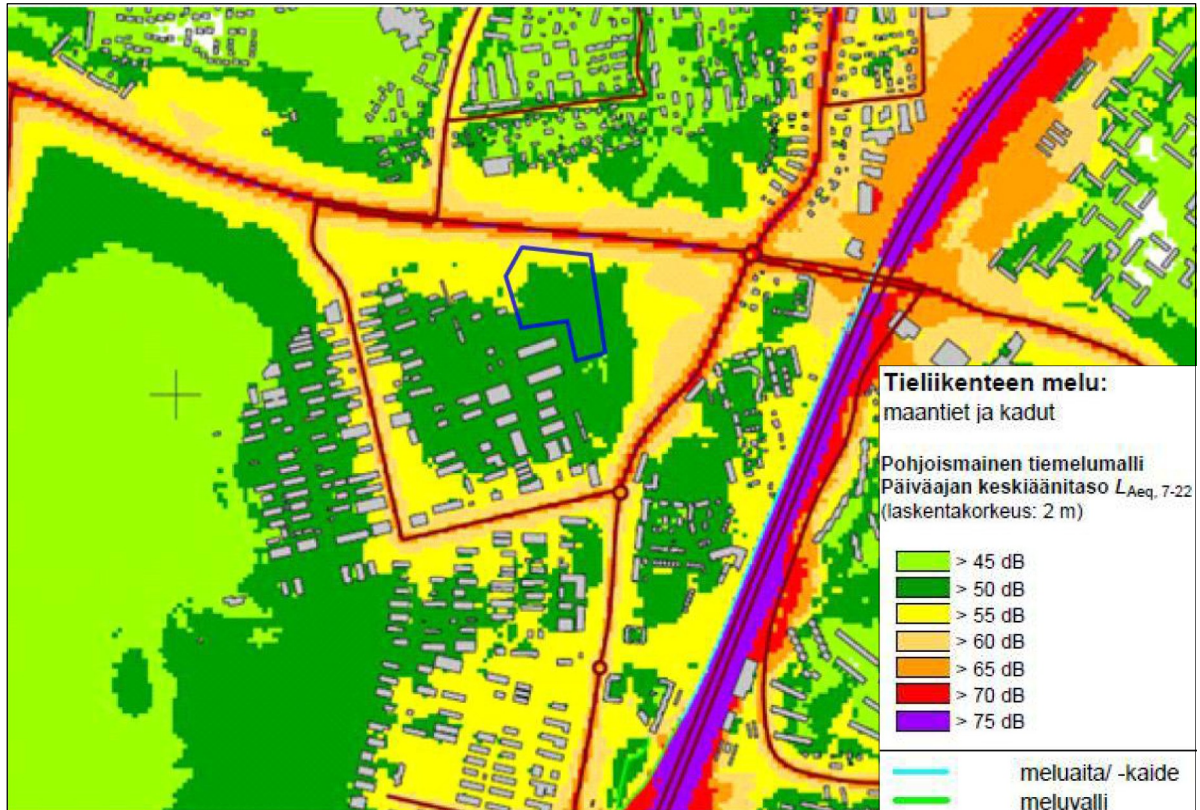 Tieliikenteen melu:
maantiet ja kadut
Pohjoismainen tiemelumalli
Päiväajan keskiäänitaso LAeq, 7-22
(laskentakorkeus: 2 m)
> 45 dB
> 50 dB
> 55 dB
> 60 dB
> 65 dB
> 70 dB
> 75 dB
meluaita/ -kaide
meluvalli